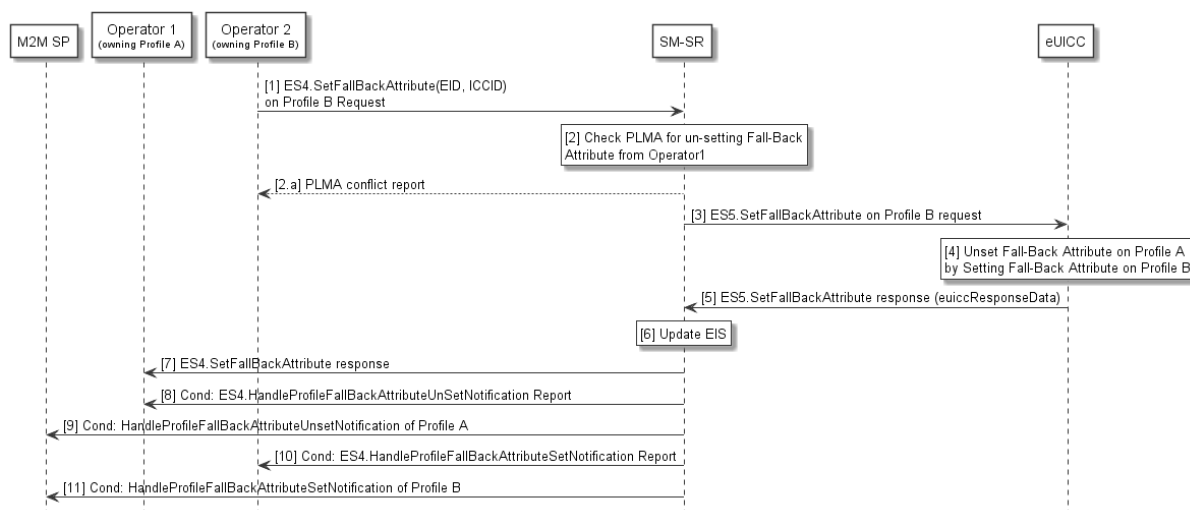 M2M SP
Operator 1
(owning Profile A)
Operator 2
(owning Profile B)
SM-SR
eUICC
[1] ES4.SetFallBackAttribute(EID, ICCID)
on Profile B Request
[2] Check PLMA for un-setting Fall-Back
Attribute from Operator1
[2.a] PLMA conflict report
[3] ES5.SetFallBackAttribute on Profile B request
[4] Unset Fall-Back Attribute on Profile A
by Setting Fall-Back Attribute on Profile B
[5] ES5.SetFallBackAttribute response (euiccResponseData)
[6] Update EIS
[7] ES4.SetFallBackAttribute response
[8] Cond: ES4.HandleProfileFallBackAttributeUnSetNotification Report
[9] Cond: HandleProfileFallBackAttributeUnsetNotification of Profile A
[10] Cond: ES4.HandleProfileFallBackAttributeSetNotification Report
[11] Cond: HandleProfileFallBackAttributeSetNotification of Profile B